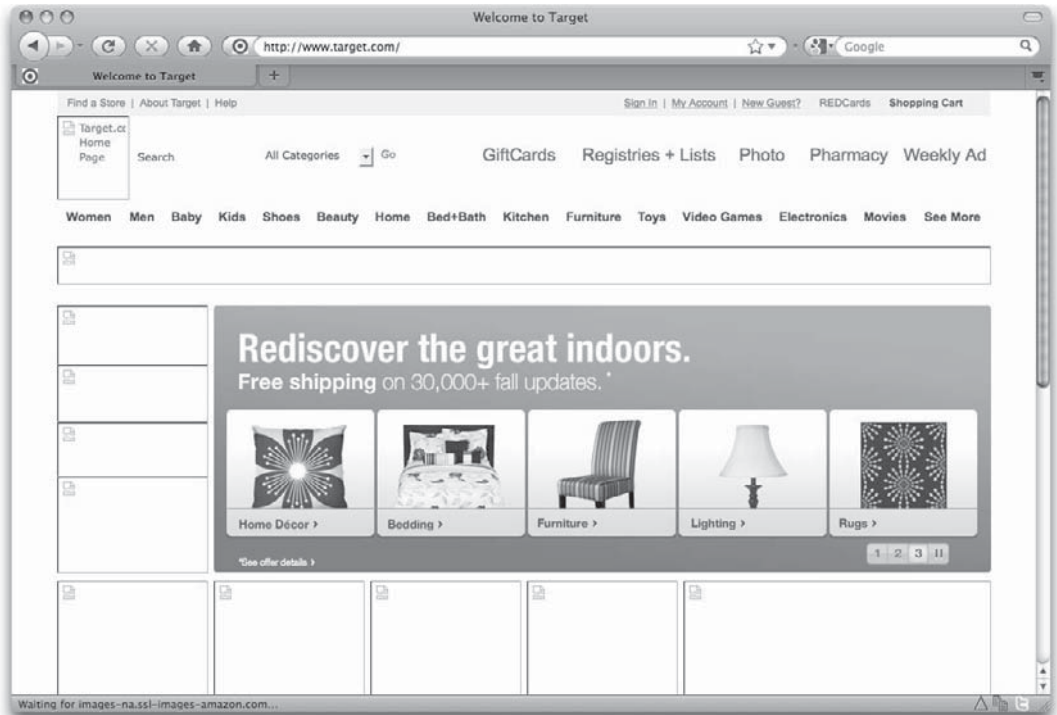 Welcome to Target
http://www.target.com/
Google
Welcome to Target
+
Find a Store | About Target | Help
Sign In | My Account | New Guest? REDCards Shopping Cart
Target.co
Home
Page
Search
All Categories
Go
GiftCards Registries + Lists Photo Pharmacy Weekly Ad
Women Men Baby Kids Shoes Beauty Home Bed+Bath Kitchen Furniture Toys Video Games Electronics Movies See More
Rediscover the great indoors.
Free shipping on 30,000+ fall updates.*
Home Décor ›
Bedding ›
Furniture ›
Lighting ›
Rugs ›
*See offer details ›
1 2 3
Waiting for images-na.ssl-images-amazon.com...